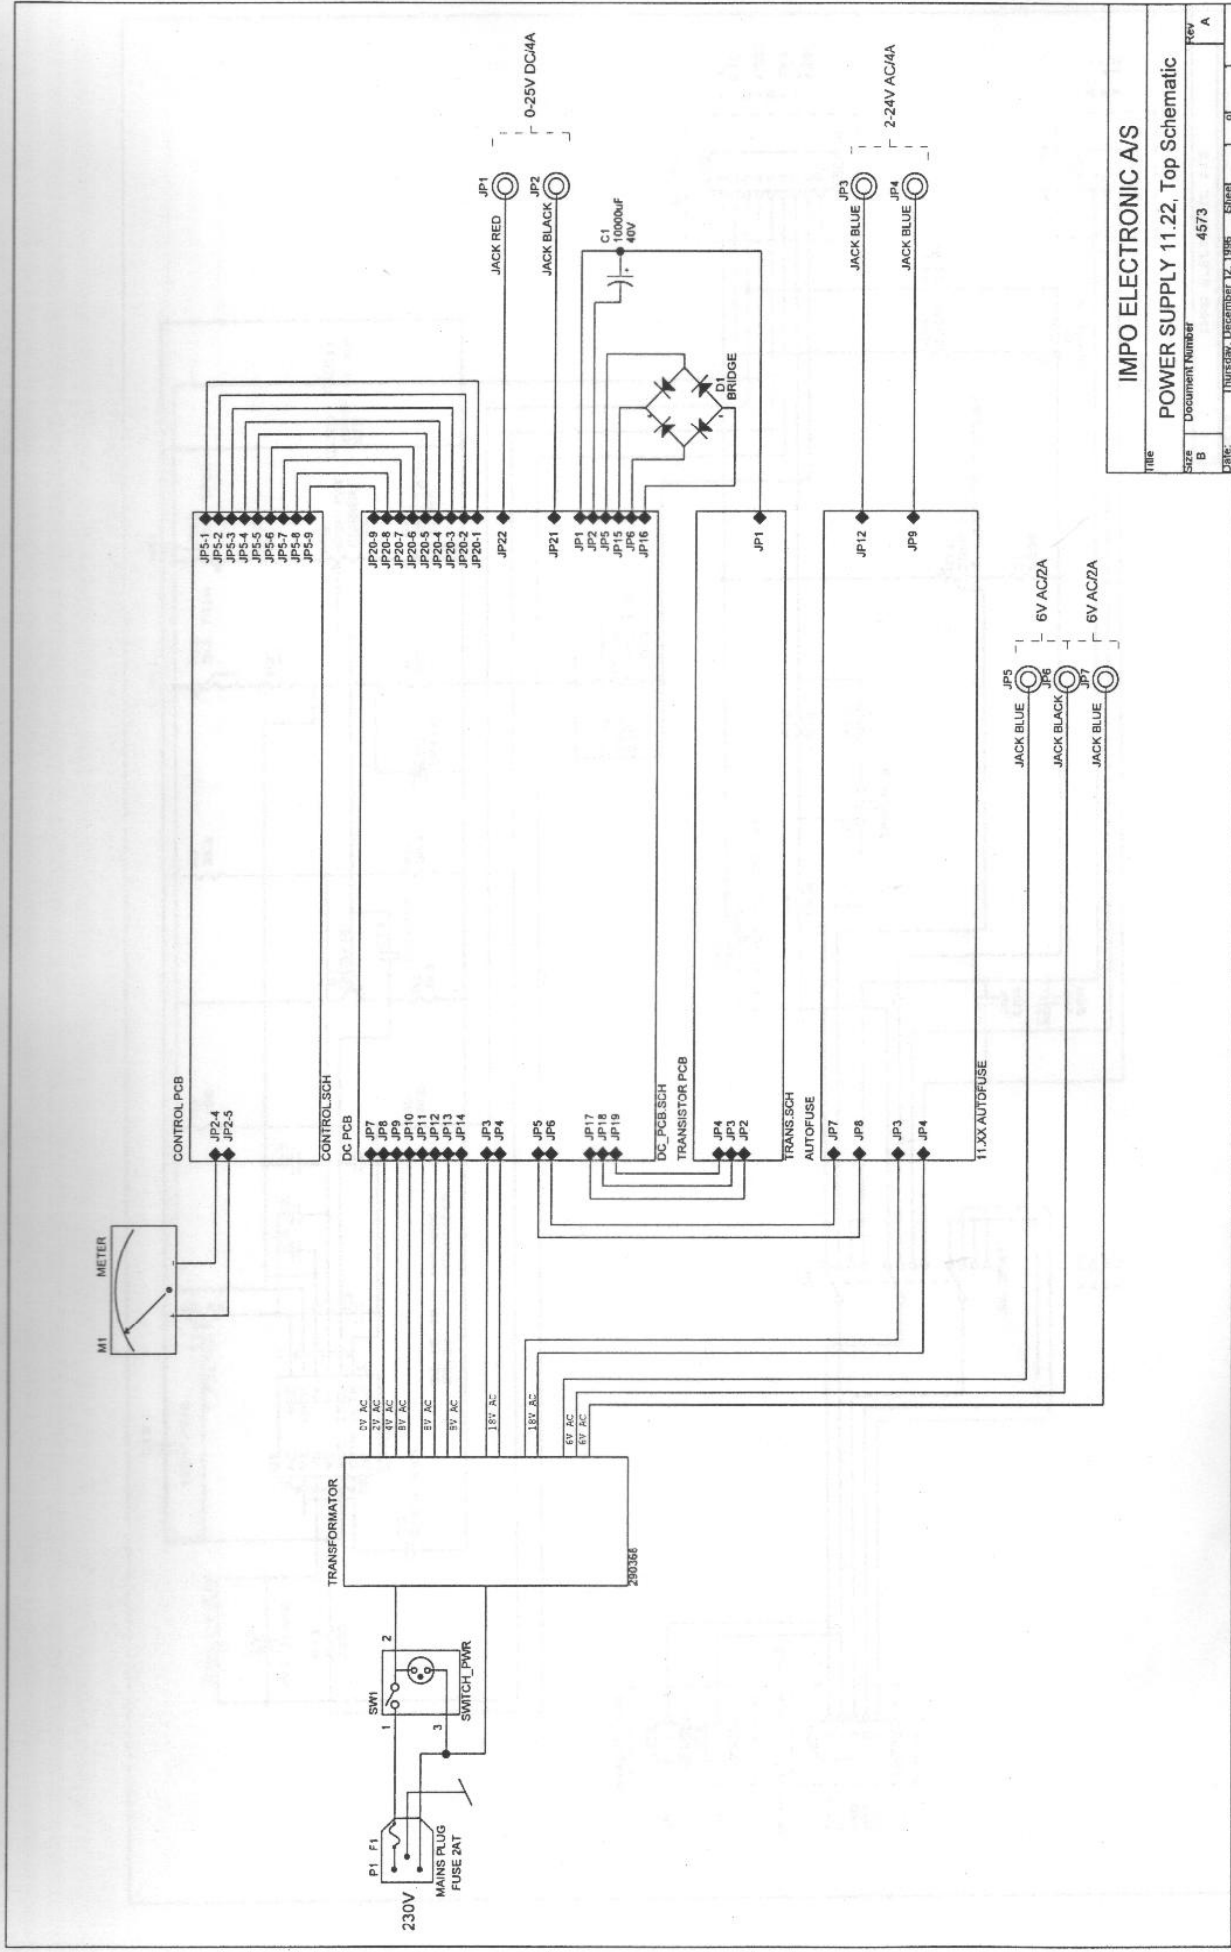 M1 METER
CONTROL PCB
JP2-4
JP2-5
JP5-1
JP5-2
JP5-3
JP5-4
JP5-5
JP5-6
JP5-7
JP5-8
JP5-9
CONTROL.SCH
DC PCB
JP7
JP8
JP9
JP10
JP11
JP12
JP13
JP14
JP3
JP4
JP5
JP6
JP17
JP18
JP19
JP20-9
JP20-8
JP20-7
JP20-6
JP20-5
JP20-4
JP20-3
JP20-2
JP20-1
JP22
JP21
JP1
JP2
JP5
JP15
JP6
JP16
DC_PCB.SCH
TRANSISTOR PCB
JP4
JP3
JP2
JP1
TRANS.SCH
AUTOFUSE
JP7
JP8
JP3
JP4
JP12
JP9
11.XX AUTOFUSE
230V
P1 F1
MAINS PLUG
FUSE 2AT
SW1
1
2
3
SWITCH_PWR
TRANSFORMATOR
290366
0V AC
2V AC
4V AC
8V AC
8V AC
8V AC
18V AC
18V AC
6V AC
6V AC
JACK RED
JP1
JACK BLACK
JP2
0-25V DC/4A
C1
10000uF
40V
+
D1
BRIDGE
+
-
JACK BLUE
JP3
JACK BLUE
JP4
2-24V AC/4A
JACK BLUE
JP5
JACK BLACK
JP6
JACK BLUE
JP7
6V AC/2A
6V AC/2A
IMPO ELECTRONIC A/S
Title
POWER SUPPLY 11.22, Top Schematic
Size Document Number Rev
B 4573 A
Date: Thursday, December 12, 1996 Sheet 1 of 1